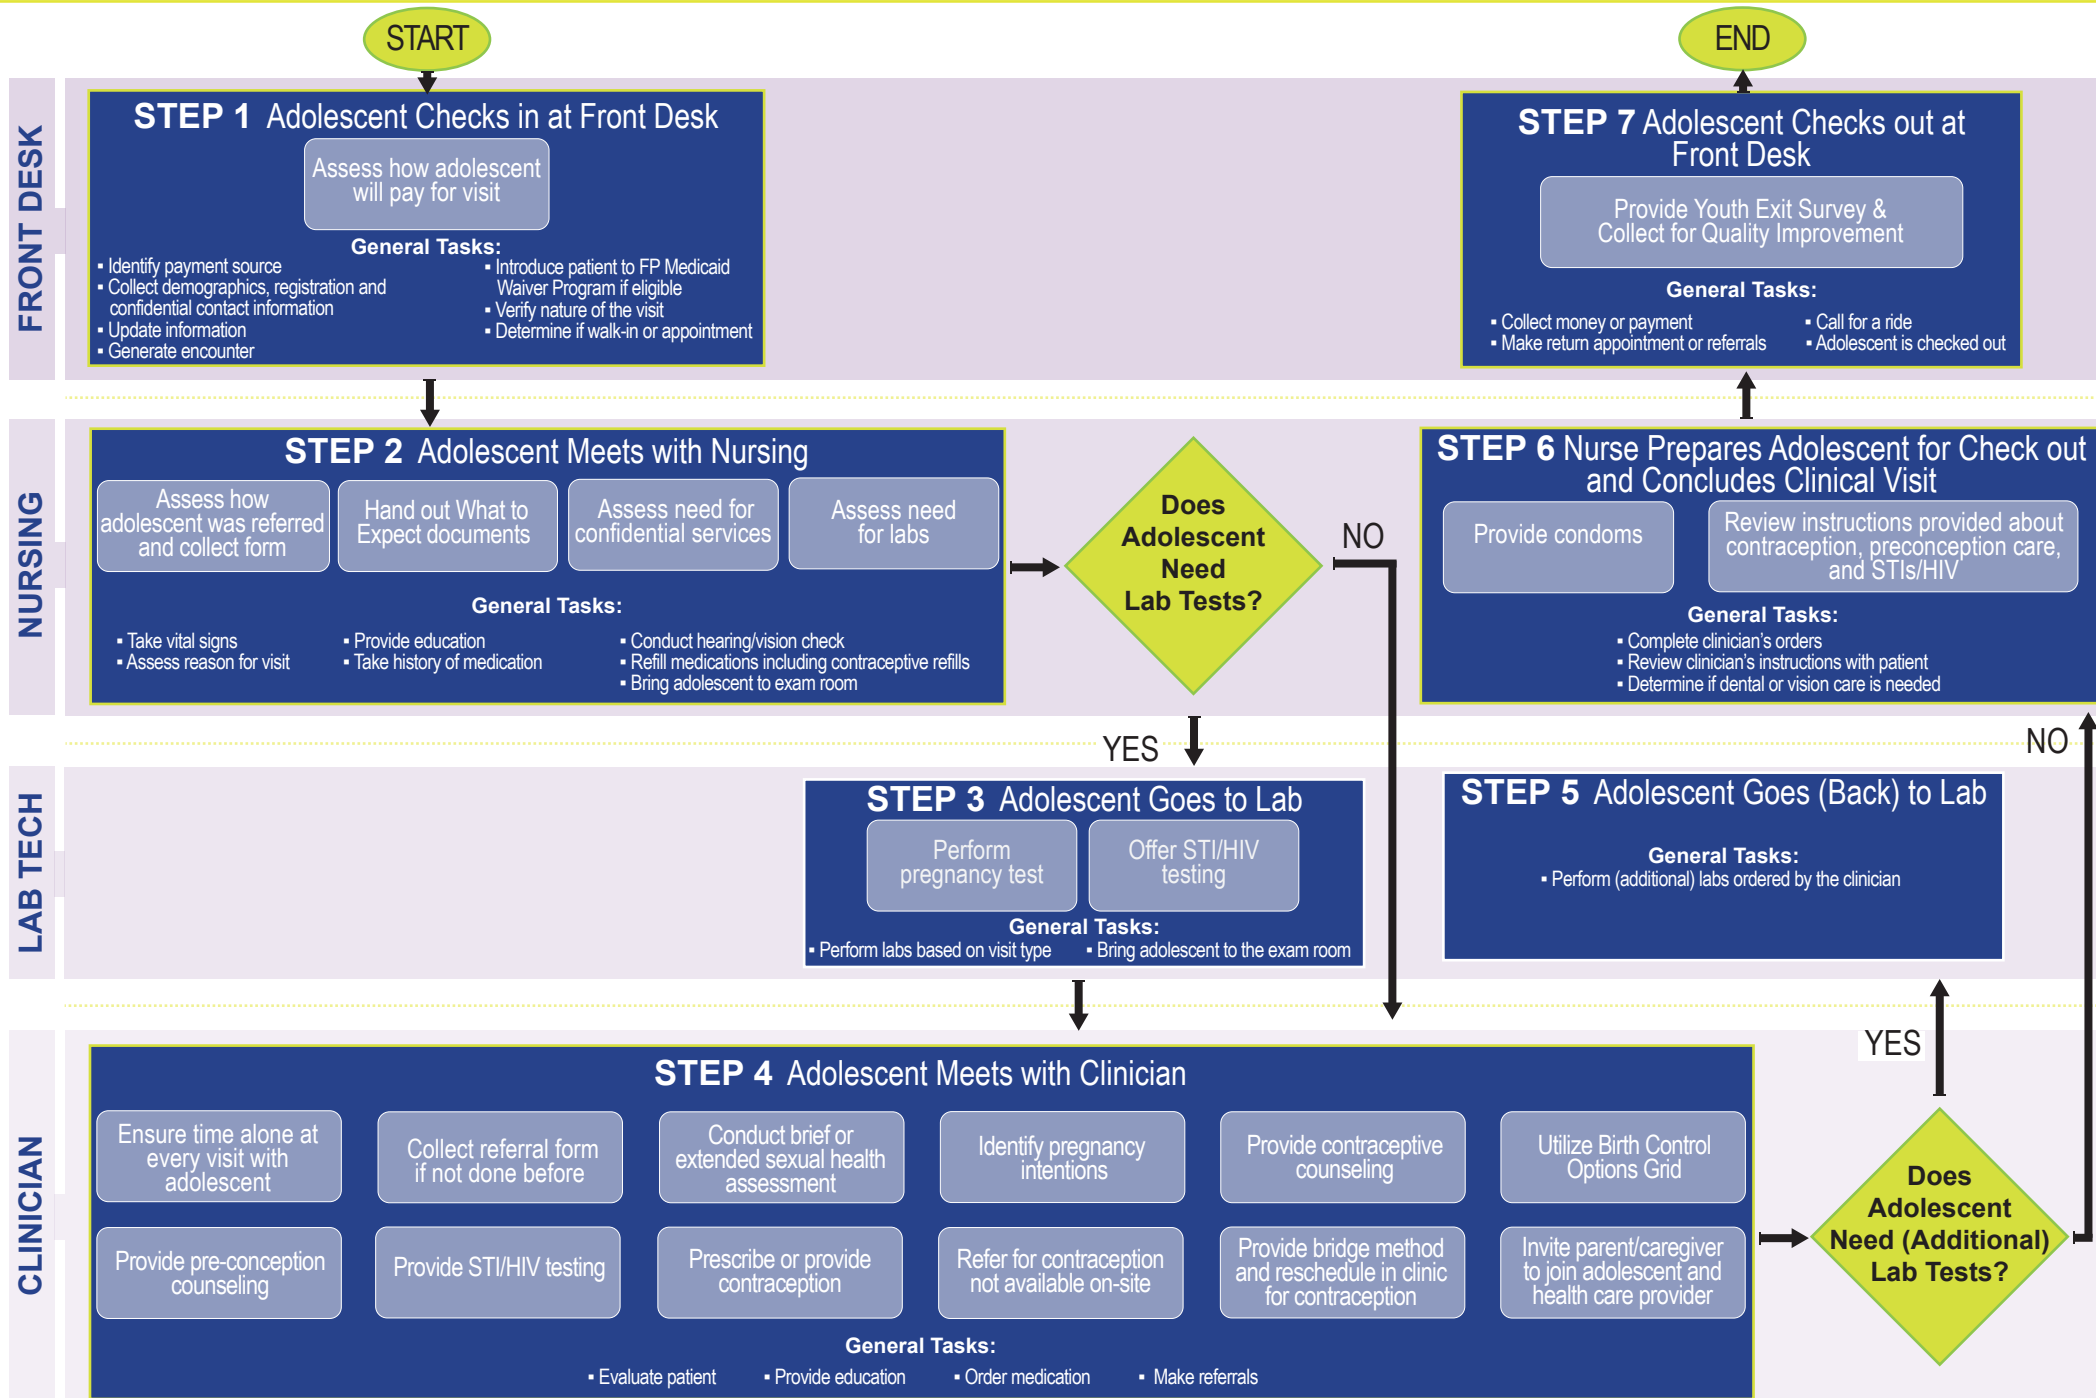 START
END
FRONT DESK
STEP 1 Adolescent Checks in at Front Desk
Assess how adolescent
will pay for visit
General Tasks:
▪ Identify payment source
▪ Collect demographics, registration and
confidential contact information
▪ Update information
▪ Generate encounter
▪ Introduce patient to FP Medicaid
Waiver Program if eligible
▪ Verify nature of the visit
▪ Determine if walk-in or appointment
STEP 7 Adolescent Checks out at
Front Desk
Provide Youth Exit Survey &
Collect for Quality Improvement
General Tasks:
▪ Collect money or payment
▪ Make return appointment or referrals
▪ Call for a ride
▪ Adolescent is checked out
NURSING
STEP 2 Adolescent Meets with Nursing
Assess how
adolescent was referred
and collect form
Hand out What to
Expect documents
Assess need for
confidential services
Assess need
for labs
General Tasks:
▪ Take vital signs
▪ Assess reason for visit
▪ Provide education
▪ Take history of medication
▪ Conduct hearing/vision check
▪ Refill medications including contraceptive refills
▪ Bring adolescent to exam room
Does
Adolescent
Need
Lab Tests?
NO
YES
STEP 6 Nurse Prepares Adolescent for Check out
and Concludes Clinical Visit
Provide condoms
Review instructions provided about
contraception, preconception care,
and STIs/HIV
General Tasks:
▪ Complete clinician's orders
▪ Review clinician's instructions with patient
▪ Determine if dental or vision care is needed
NO
LAB TECH
STEP 3 Adolescent Goes to Lab
Perform
pregnancy test
Offer STI/HIV
testing
General Tasks:
▪ Perform labs based on visit type
▪ Bring adolescent to the exam room
STEP 5 Adolescent Goes (Back) to Lab
General Tasks:
▪ Perform (additional) labs ordered by the clinician
YES
CLINICIAN
STEP 4 Adolescent Meets with Clinician
Ensure time alone at
every visit with
adolescent
Collect referral form
if not done before
Conduct brief or
extended sexual health
assessment
Identify pregnancy
intentions
Provide contraceptive
counseling
Utilize Birth Control
Options Grid
Provide pre-conception
counseling
Provide STI/HIV testing
Prescribe or provide
contraception
Refer for contraception
not available on-site
Provide bridge method
and reschedule in clinic
for contraception
Invite parent/caregiver
to join adolescent and
health care provider
General Tasks:
▪ Evaluate patient
▪ Provide education
▪ Order medication
▪ Make referrals
Does
Adolescent
Need (Additional)
Lab Tests?